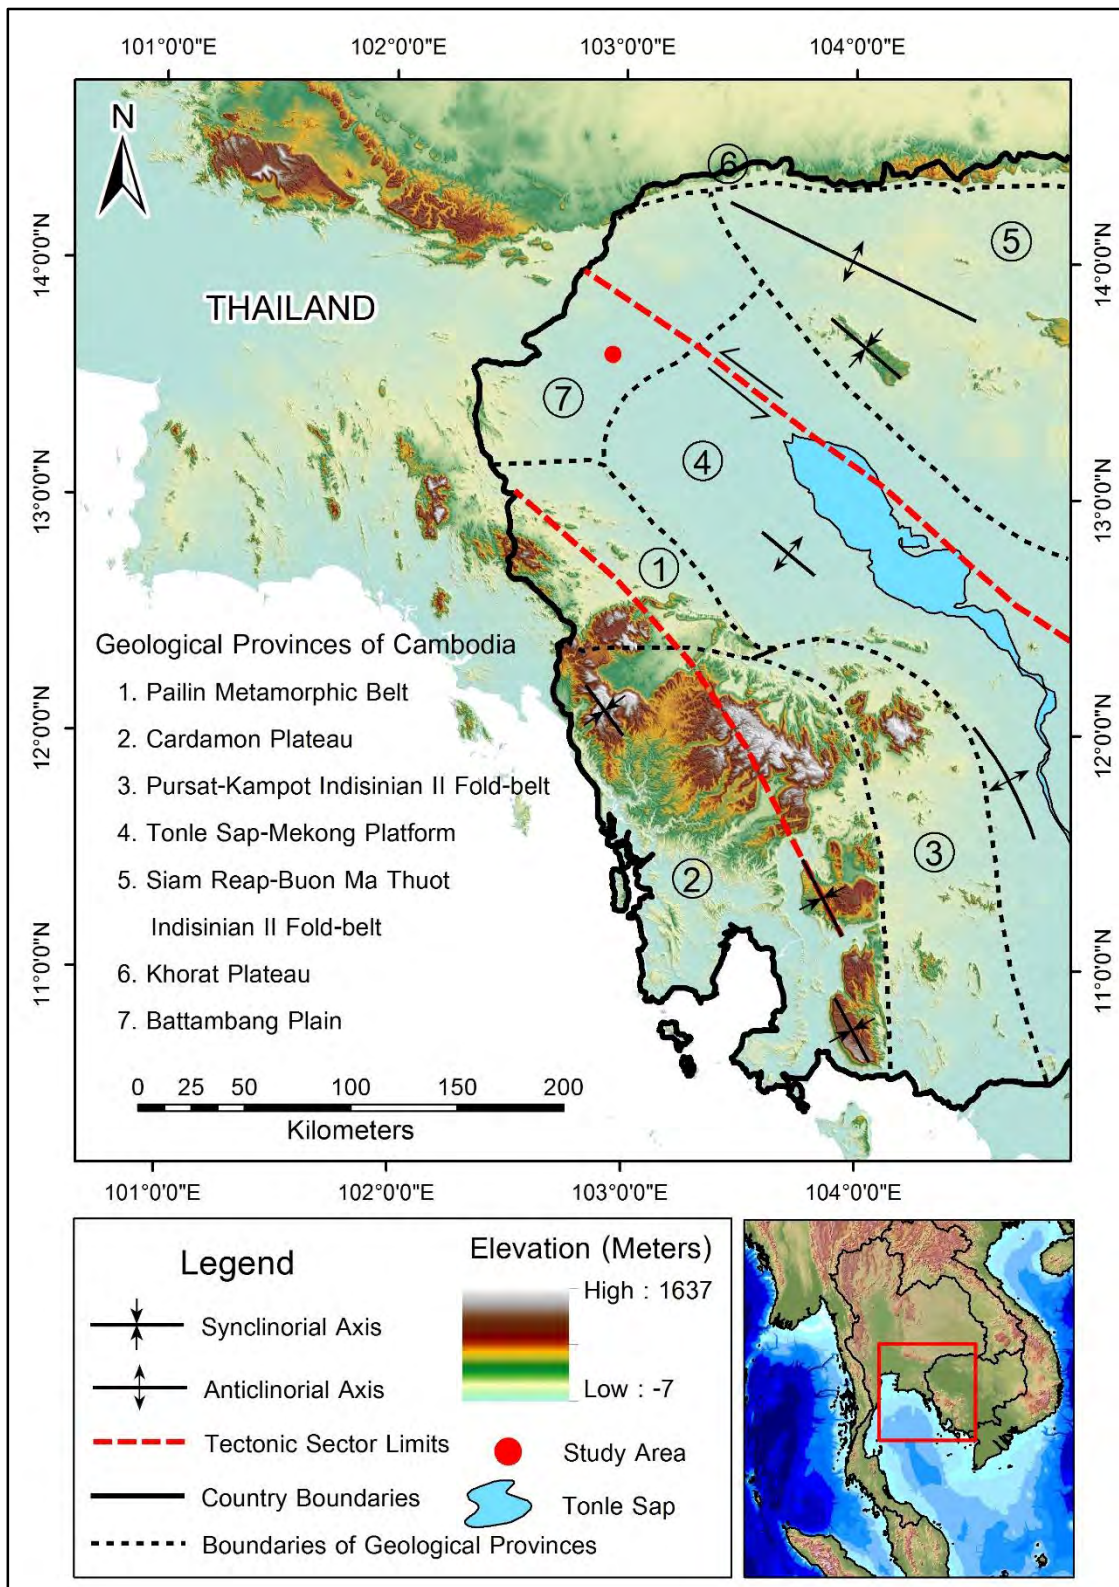 101°0'0"E 102°0'0"E 103°0'0"E 104°0'0"E
N
6
5
14°0'0"N
14°0'0"N
THAILAND
7
4
13°0'0"N
13°0'0"N
1
Geological Provinces of Cambodia
1. Pailin Metamorphic Belt
2. Cardamon Plateau
3. Pursat-Kampot Indisinian II Fold-belt
4. Tonle Sap-Mekong Platform
5. Siam Reap-Buon Ma Thuot
Indisinian II Fold-belt
6. Khorat Plateau
7. Battambang Plain
12°0'0"N
12°0'0"N
3
2
11°0'0"N
11°0'0"N
0 25 50 100 150 200
Kilometers
101°0'0"E 102°0'0"E 103°0'0"E 104°0'0"E
Legend
Synclinorial Axis
Anticlinorial Axis
Tectonic Sector Limits
Country Boundaries
Boundaries of Geological Provinces
Elevation (Meters)
High : 1637
Low : -7
Study Area
Tonle Sap